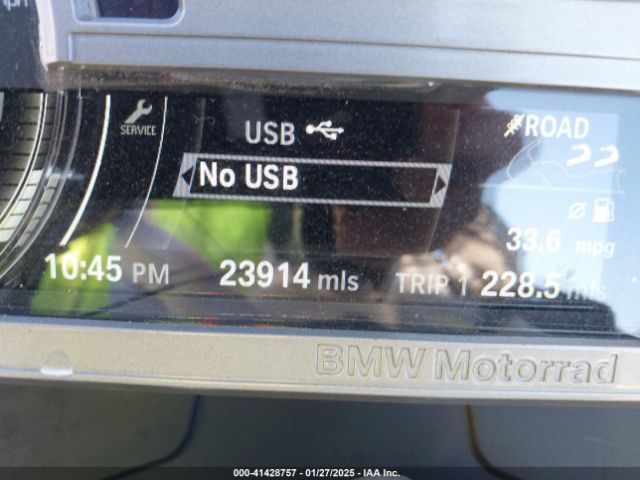 mph
SERVICE
USB
ROAD
No USB
33.6 mpg
10:45 PM
23914 mls
TRIP 1 228.5 mls
BMW Motorrad
000-41428757 - 01/27/2025 - IAA Inc.